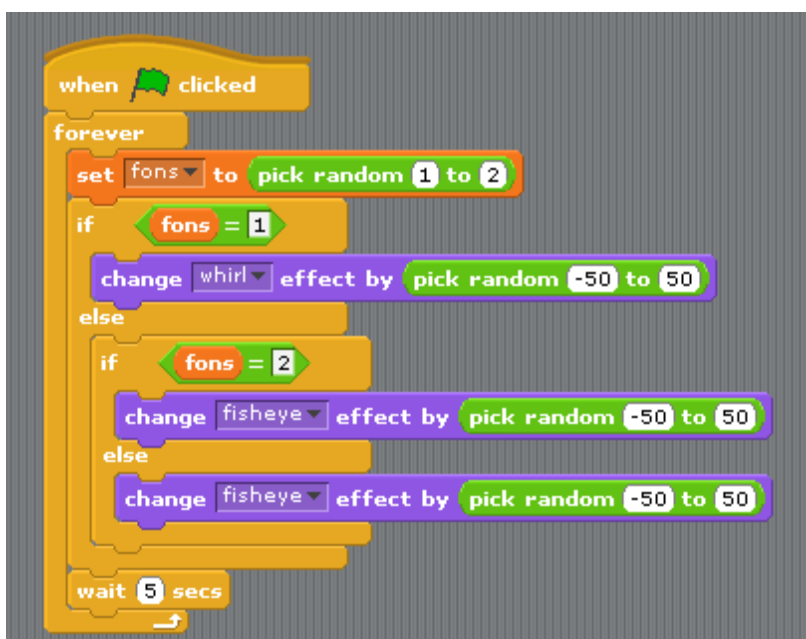 when clicked
forever
set fons to pick random 1 to 2
if fons = 1
change whirl effect by pick random -50 to 50
else
if fons = 2
change fisheye effect by pick random -50 to 50
else
change fisheye effect by pick random -50 to 50
wait 5 secs